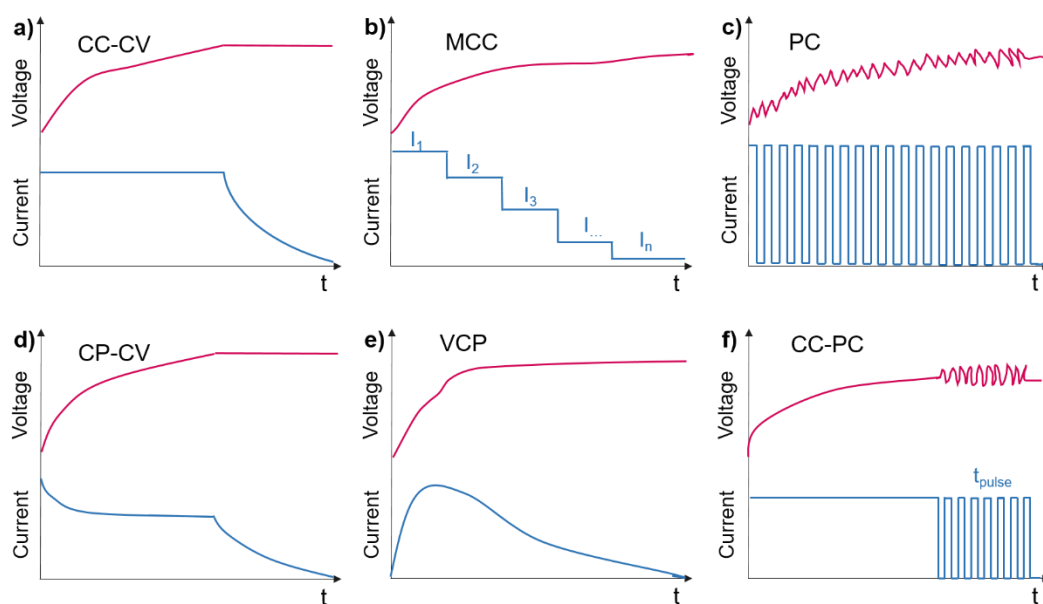 a)
CC-CV
Voltage
Current
t
b)
MCC
Voltage
Current
I₁
I₂
I₃
I...
Iₙ
t
c)
PC
Voltage
Current
t
d)
CP-CV
Voltage
Current
t
e)
VCP
Voltage
Current
t
f)
CC-PC
Voltage
Current
t_pulse
t